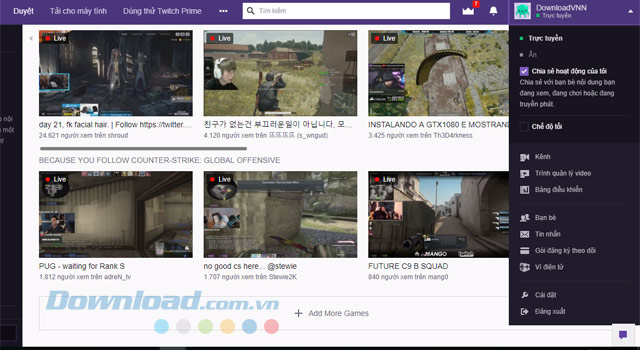 Duyệt
Tải cho máy tính
Dùng thử Twitch Prime
•••
Tìm kiếm
7
DownloadVNN
Trực tuyến
Live
Live
Live
day 21, fk facial hair. | Follow https://twitter....
24.621 người xem trên shroud
친구가 없는건 부끄러운일이 아닙니다, 모...
4.120 người xem trên 뜨뜨뜨뜨 (s_wngud)
INSTALANDO A GTX1080 E MOSTRAND
3.425 người xem trên Th3D4rkness
BECAUSE YOU FOLLOW COUNTER-STRIKE: GLOBAL OFFENSIVE
Live
Live
Live
MANGO
PUG - waiting for Rank S
1.812 người xem trên adreN_tv
no good cs here... @stewie
1.707 người xem trên Stewie2K
FUTURE C9 B SQUAD
840 người xem trên mang0
Add More Games
Download.com.vn
Trực tuyến
Ẩn
Chia sẻ hoạt động của tôi
Chia sẻ với bạn bè nội dung bạn
đang xem, đang chơi hoặc đang
truyền phát.
Chế độ tối
Kênh
Trình quản lý video
Bảng điều khiển
Bạn bè
Tin nhắn
Gói đăng ký theo dõi
Ví điện tử
Cài đặt
Đăng xuất